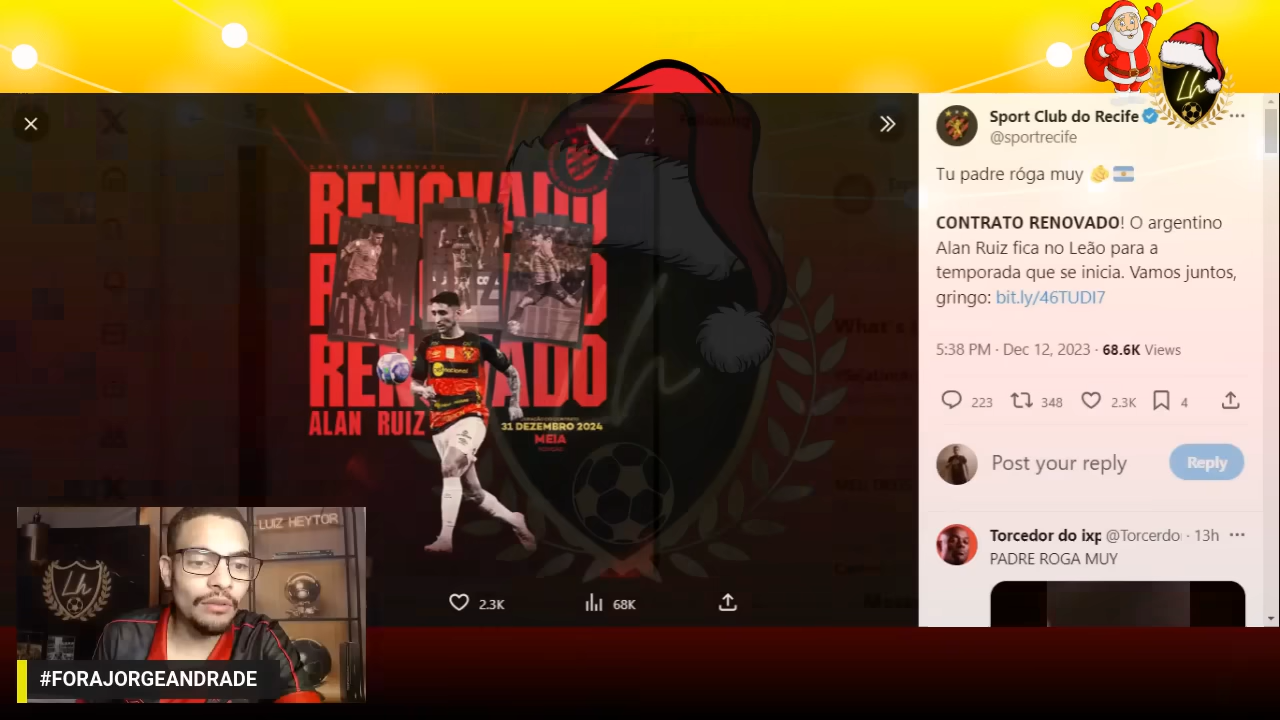 Lh
Sport Club do Recife
@sportrecife
Tu padre róga muy
CONTRATO RENOVADO! O argentino
Alan Ruiz fica no Leão para a
temporada que se inicia. Vamos juntos,
gringo: bit.ly/46TUDI7
5:38 PM · Dec 12, 2023 · 68.6K Views
223 348 2.3K 4
Post your reply Reply
Torcedor do ixp @Torcerdo · 13h
PADRE ROGA MUY
CONTRATO RENOVADO
RENOVADO
RENOVADO
ALAN RUIZ
31 DEZEMBRO 2024
MEIA
2.3K 68K
LUIZ HEYTOR
Lh
#FORAJORGEANDRADE